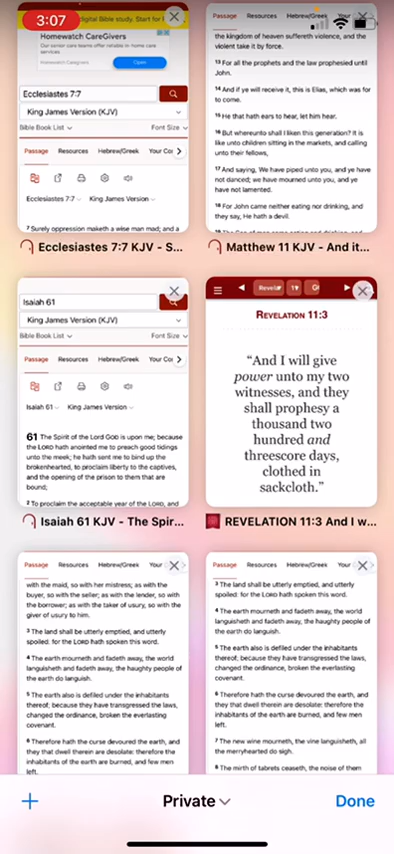 3:07
digital Bible study. Start for
Homewatch CareGivers
Our senior care teams offer reliable in home care
services
Homewatch Caregivers
Open
Ecclesiastes 7:7
King James Version (KJV)
Bible Book List
Font Size
Passage Resources Hebrew/Greek Your Co
Ecclesiastes 7:7 King James Version
7 Surely oppression maketh a wise man mad; and a
Ecclesiastes 7:7 KJV - S...
Passage Resources Hebrew/Greek
the kingdom of heaven suffereth violence, and the
violent take it by force.
13 For all the prophets and the law prophesied until
John.
14 And if ye will receive it, this is Elias, which was for
to come.
15 He that hath ears to hear, let him hear.
16 But whereunto shall I liken this generation? It is
like unto children sitting in the markets, and calling
unto their fellows,
17 And saying, We have piped unto you, and ye have
not danced; we have mourned unto you, and ye
have not lamented.
18 For John came neither eating nor drinking, and
they say, He hath a devil.
Matthew 11 KJV - And it...
Isaiah 61
King James Version (KJV)
Bible Book List
Font Size
Passage Resources Hebrew/Greek Your Co
Isaiah 61 King James Version
61 The Spirit of the Lord GOD is upon me; because
the LORD hath anointed me to preach good tidings
unto the meek; he hath sent me to bind up the
brokenhearted, to proclaim liberty to the captives,
and the opening of the prison to them that are
bound;
2 To proclaim the acceptable year of the LORD, and
Isaiah 61 KJV - The Spir...
REVELATION 11:3
“And I will give
power unto my two
witnesses, and they
shall prophesy a
thousand two
hundred and
threescore days,
clothed in
sackcloth.”
REVELATION 11:3 And I w...
Passage Resources Hebrew/Greek Your
with the maid, so with her mistress; as with the
buyer, so with the seller; as with the lender, so with
the borrower; as with the taker of usury, so with the
giver of usury to him.
3 The land shall be utterly emptied, and utterly
spoiled: for the LORD hath spoken this word.
4 The earth mourneth and fadeth away, the world
languisheth and fadeth away, the haughty people of
the earth do languish.
5 The earth also is defiled under the inhabitants
thereof; because they have transgressed the laws,
changed the ordinance, broken the everlasting
covenant.
6 Therefore hath the curse devoured the earth, and
they that dwell therein are desolate: therefore the
inhabitants of the earth are burned, and few men
left.
Passage Resources Hebrew/Greek You
3 The land shall be utterly emptied, and utterly
spoiled: for the LORD hath spoken this word.
4 The earth mourneth and fadeth away, the world
languisheth and fadeth away, the haughty people of
the earth do languish.
5 The earth also is defiled under the inhabitants
thereof; because they have transgressed the laws,
changed the ordinance, broken the everlasting
covenant.
6 Therefore hath the curse devoured the earth, and
they that dwell therein are desolate: therefore the
inhabitants of the earth are burned, and few men
left.
7 The new wine mourneth, the vine languisheth, all
the merryhearted do sigh.
8 The mirth of tabrets ceaseth, the noise of them
Private
Done